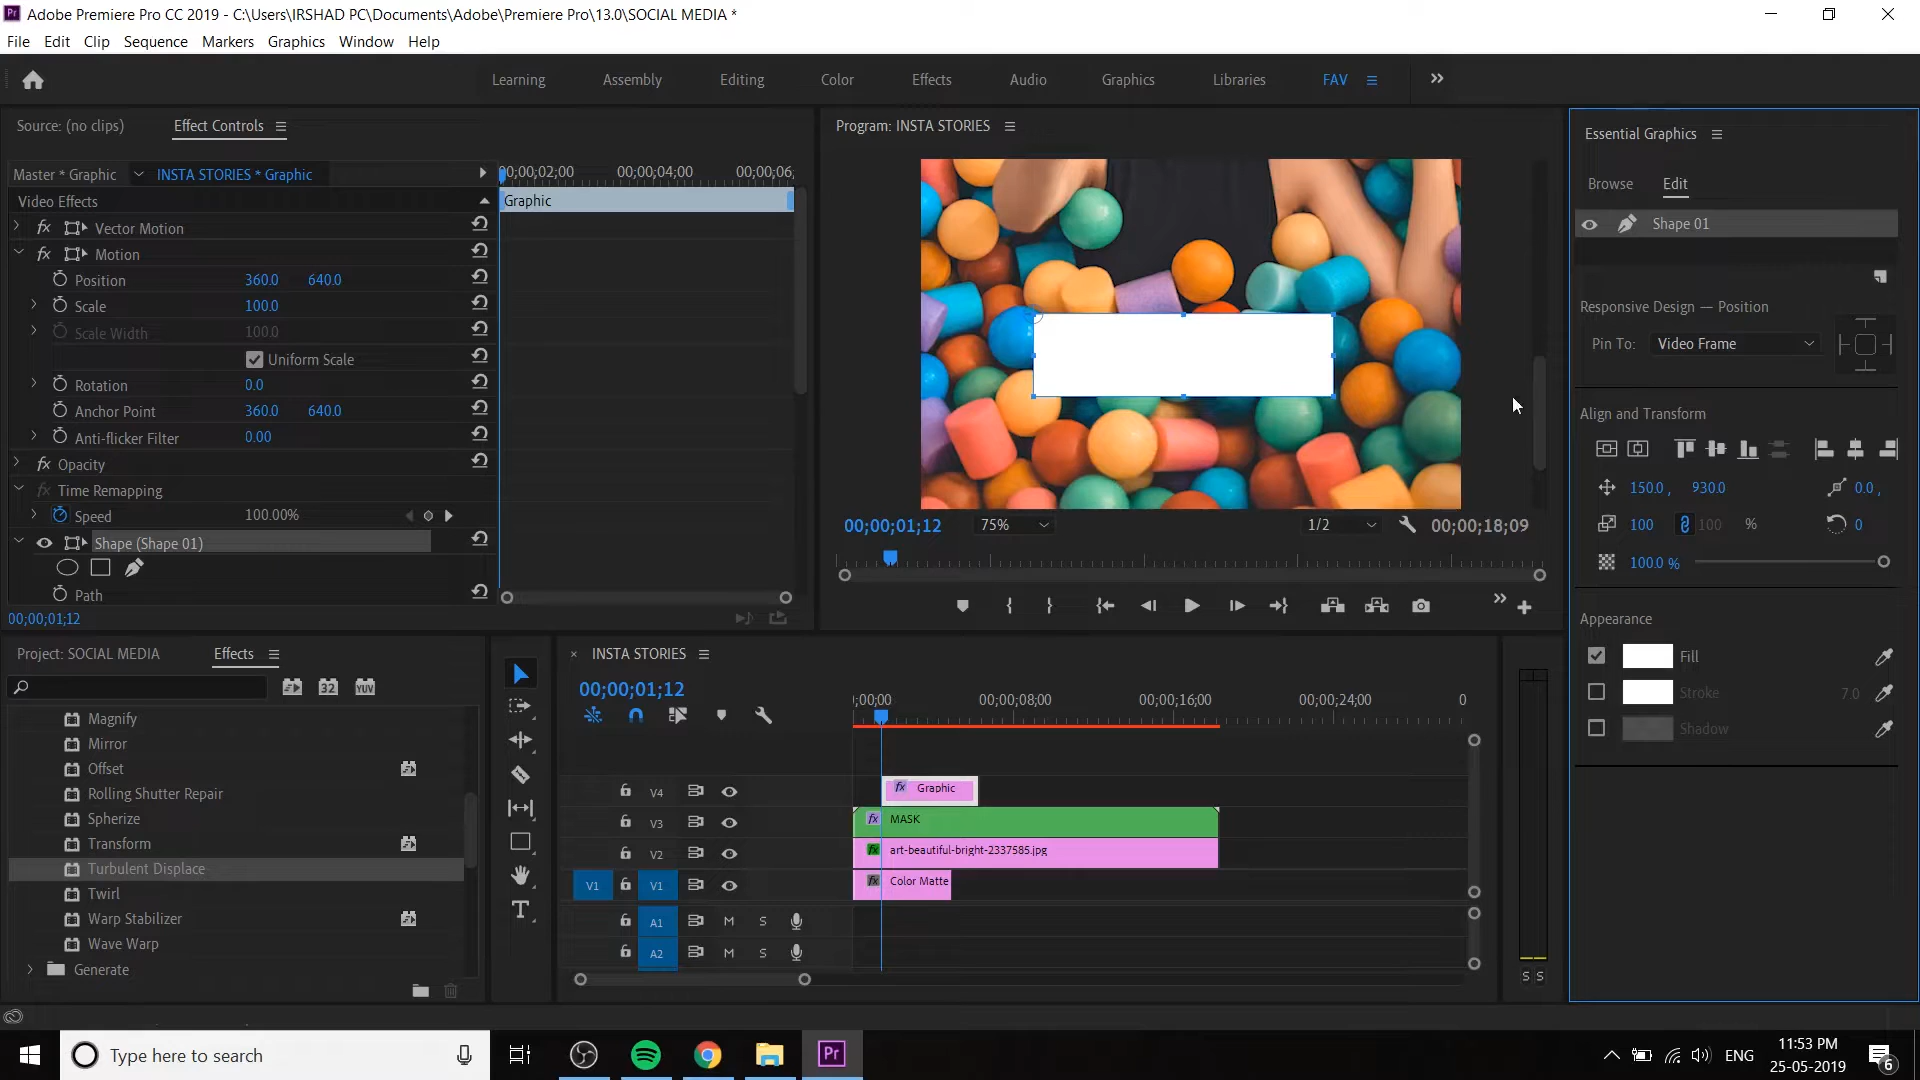 Adobe Premiere Pro CC 2019 - C:\Users\IRSHAD PC\Documents\Adobe\Premiere Pro\13.0\SOCIAL MEDIA *
File Edit Clip Sequence Markers Graphics Window Help
Learning Assembly Editing Color Effects Audio Graphics Libraries FAV
Source: (no clips) Effect Controls
Master * Graphic INSTA STORIES * Graphic
00;00;02;00 00;00;04;00 00;00;06;
Video Effects
Graphic
Vector Motion
Motion
Position 360.0 640.0
Scale 100.0
Scale Width 100.0
Uniform Scale
Rotation 0.0
Anchor Point 360.0 640.0
Anti-flicker Filter 0.00
fx Opacity
fx Time Remapping
Speed 100.00%
Shape (Shape 01)
Path
00;00;01;12
Program: INSTA STORIES
00;00;01;12 75% 1/2 00;00;18;09
Essential Graphics
Browse Edit
Shape 01
Responsive Design — Position
Pin To: Video Frame
Align and Transform
150.0 , 930.0 0.0 ,
100 100 % 0
100.0 %
Appearance
Fill
Stroke 7.0
Shadow
Project: SOCIAL MEDIA Effects
32 YUV
Magnify
Mirror
Offset
Rolling Shutter Repair
Spherize
Transform
Turbulent Displace
Twirl
Warp Stabilizer
Wave Warp
Generate
× INSTA STORIES
00;00;01;12
;00;00 00;00;08;00 00;00;16;00 00;00;24;00 0
V4 fx Graphic
V3 fx MASK
V2 fx art-beautiful-bright-2337585.jpg
V1 V1 fx Color Matte
A1 M S
A2 M S
S S
Type here to search
Pr
ENG
11:53 PM
25-05-2019
6